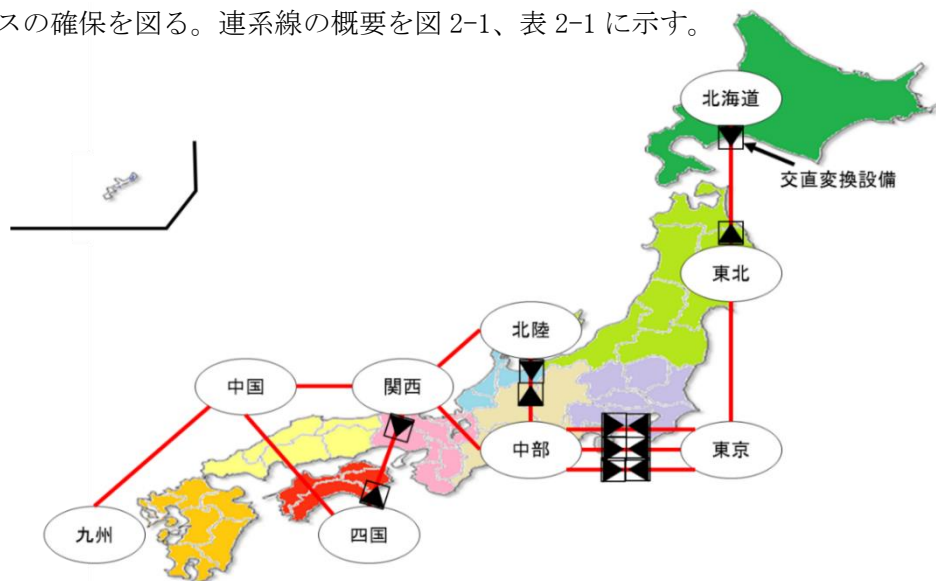 スの確保を図る。連系線の概要を図 2-1、表 2-1 に示す。
北海道
交直変換設備
東北
北陸
中国
関西
中部
東京
九州
四国